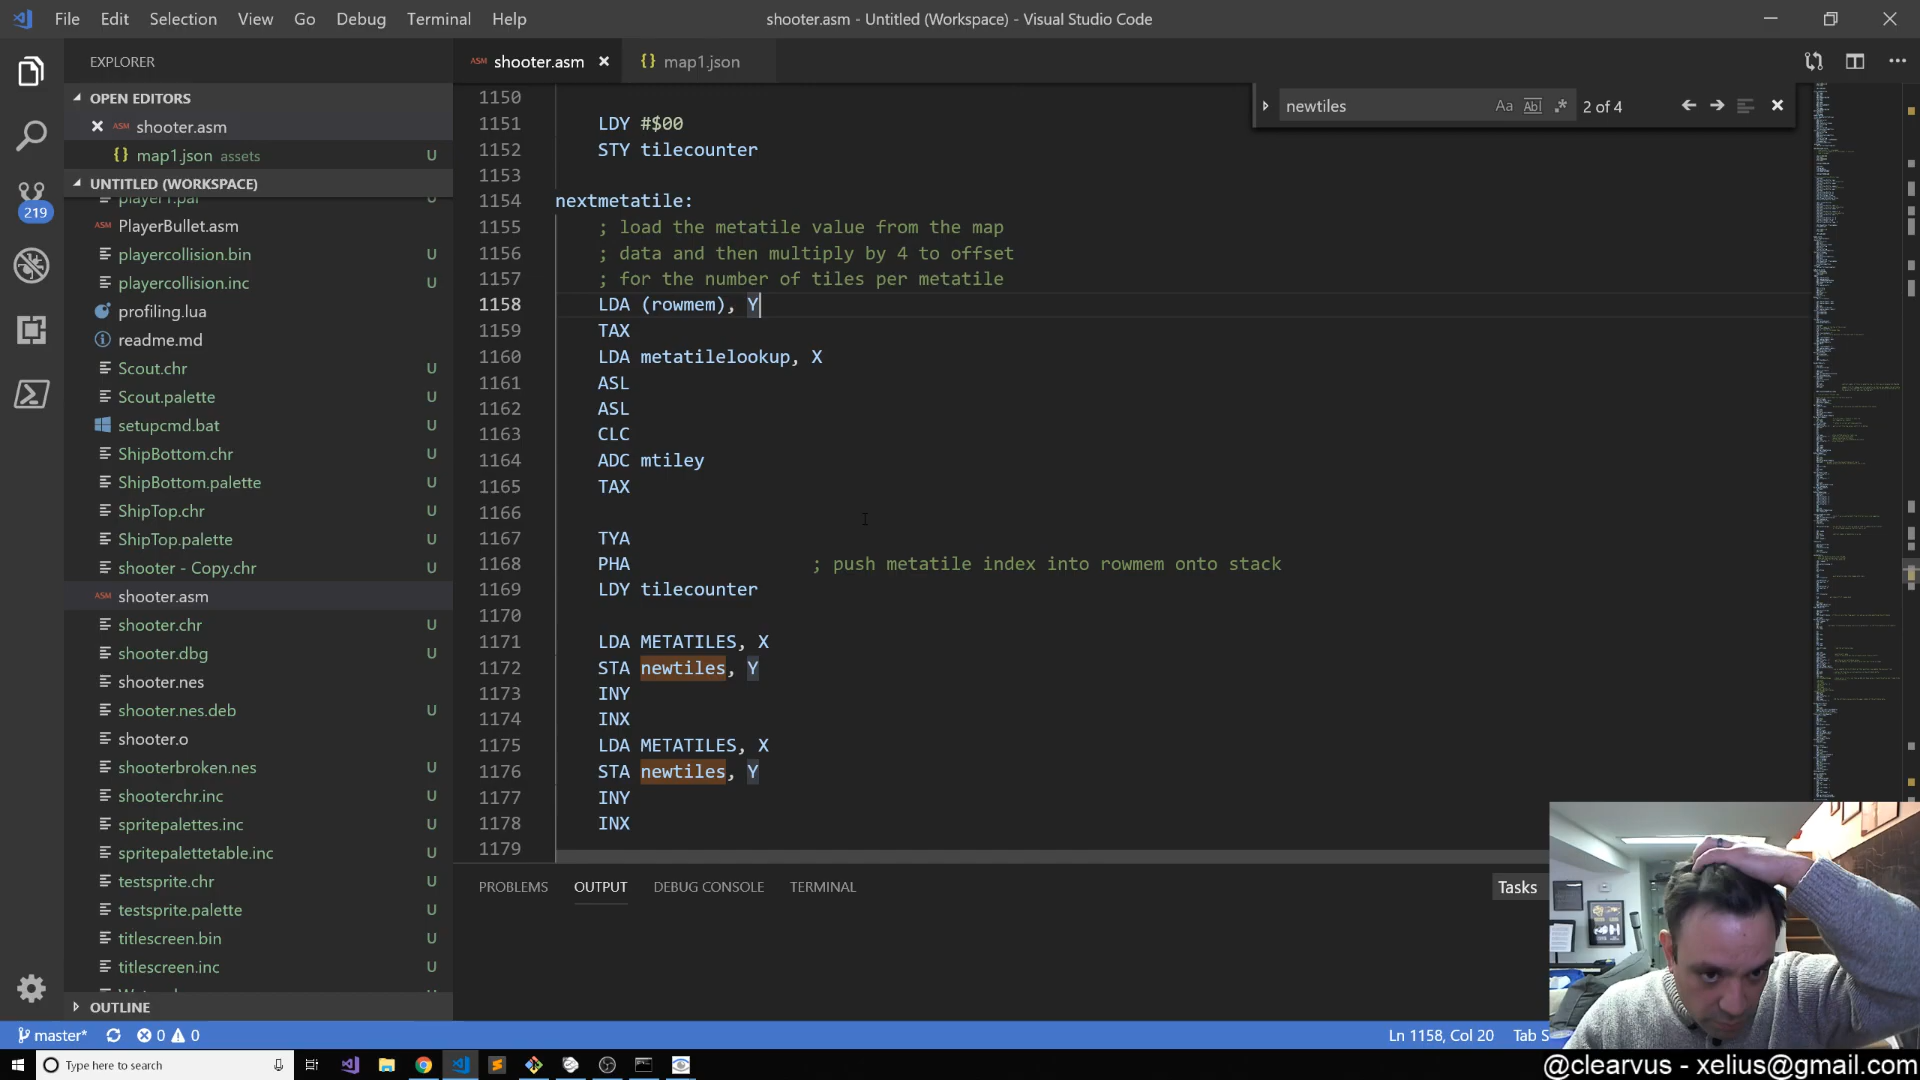 File Edit Selection View Go Debug Terminal Help
shooter.asm - Untitled (Workspace) - Visual Studio Code
EXPLORER
OPEN EDITORS
ASM shooter.asm
{} map1.json assets U
UNTITLED (WORKSPACE)
player1.pal U
ASM PlayerBullet.asm
playercollision.bin U
playercollision.inc U
profiling.lua
readme.md
Scout.chr U
Scout.palette U
setupcmd.bat U
ShipBottom.chr U
ShipBottom.palette U
ShipTop.chr U
ShipTop.palette U
shooter - Copy.chr U
ASM shooter.asm
shooter.chr U
shooter.dbg U
shooter.nes
shooter.nes.deb U
shooter.o
shooterbroken.nes U
shooterchr.inc U
spritepalettes.inc U
spritepalettetable.inc U
testsprite.chr U
testsprite.palette U
titlescreen.bin U
titlescreen.inc U
OUTLINE
219
ASM shooter.asm
{} map1.json
newtiles Aa Abl .* 2 of 4
1150
1151 LDY #$00
1152 STY tilecounter
1153
1154 nextmetatile:
1155 ; load the metatile value from the map
1156 ; data and then multiply by 4 to offset
1157 ; for the number of tiles per metatile
1158 LDA (rowmem), Y
1159 TAX
1160 LDA metatilelookup, X
1161 ASL
1162 ASL
1163 CLC
1164 ADC mtiley
1165 TAX
1166
1167 TYA
1168 PHA ; push metatile index into rowmem onto stack
1169 LDY tilecounter
1170
1171 LDA METATILES, X
1172 STA newtiles, Y
1173 INY
1174 INX
1175 LDA METATILES, X
1176 STA newtiles, Y
1177 INY
1178 INX
1179
PROBLEMS OUTPUT DEBUG CONSOLE TERMINAL
Tasks
master* 0 0
Ln 1158, Col 20 Tab S
Type here to search
@clearvus - xelius@gmail.com